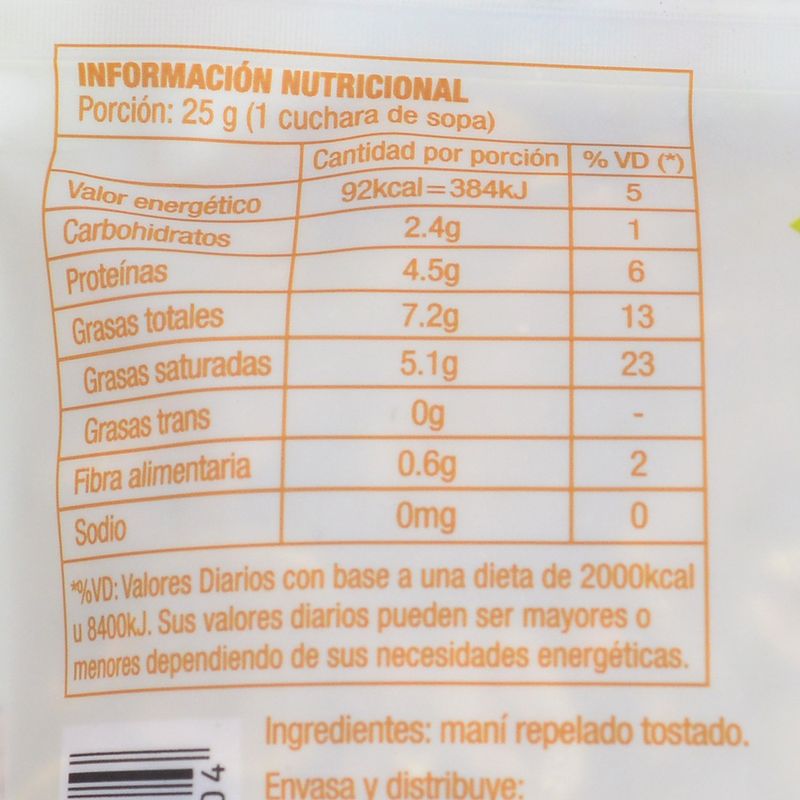 INFORMACIÓN NUTRICIONAL
Porción: 25 g (1 cuchara de sopa)
Cantidad por porción % VD (*)
Valor energético 92kcal=384kJ 5
Carbohidratos 2.4g 1
Proteínas 4.5g 6
Grasas totales 7.2g 13
Grasas saturadas 5.1g 23
Grasas trans 0g -
Fibra alimentaria 0.6g 2
Sodio 0mg 0
*%VD: Valores Diarios con base a una dieta de 2000kcal
u 8400kJ. Sus valores diarios pueden ser mayores o
menores dependiendo de sus necesidades energéticas.
Ingredientes: maní repelado tostado.
Envasa y distribuye:
04